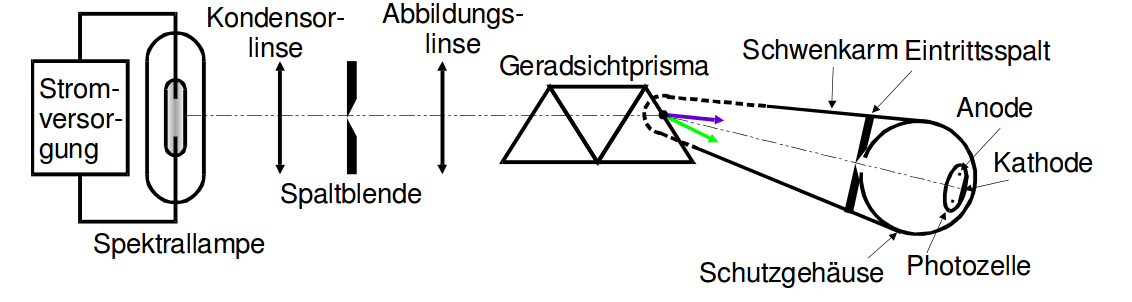 Kondensor-
linse
Abbildungs-
linse
Geradsichtprisma
Schwenkarm
Eintrittsspalt
Strom-
versor-
gung
Anode
Kathode
Spaltblende
Spektrallampe
Schutzgehäuse
Photozelle